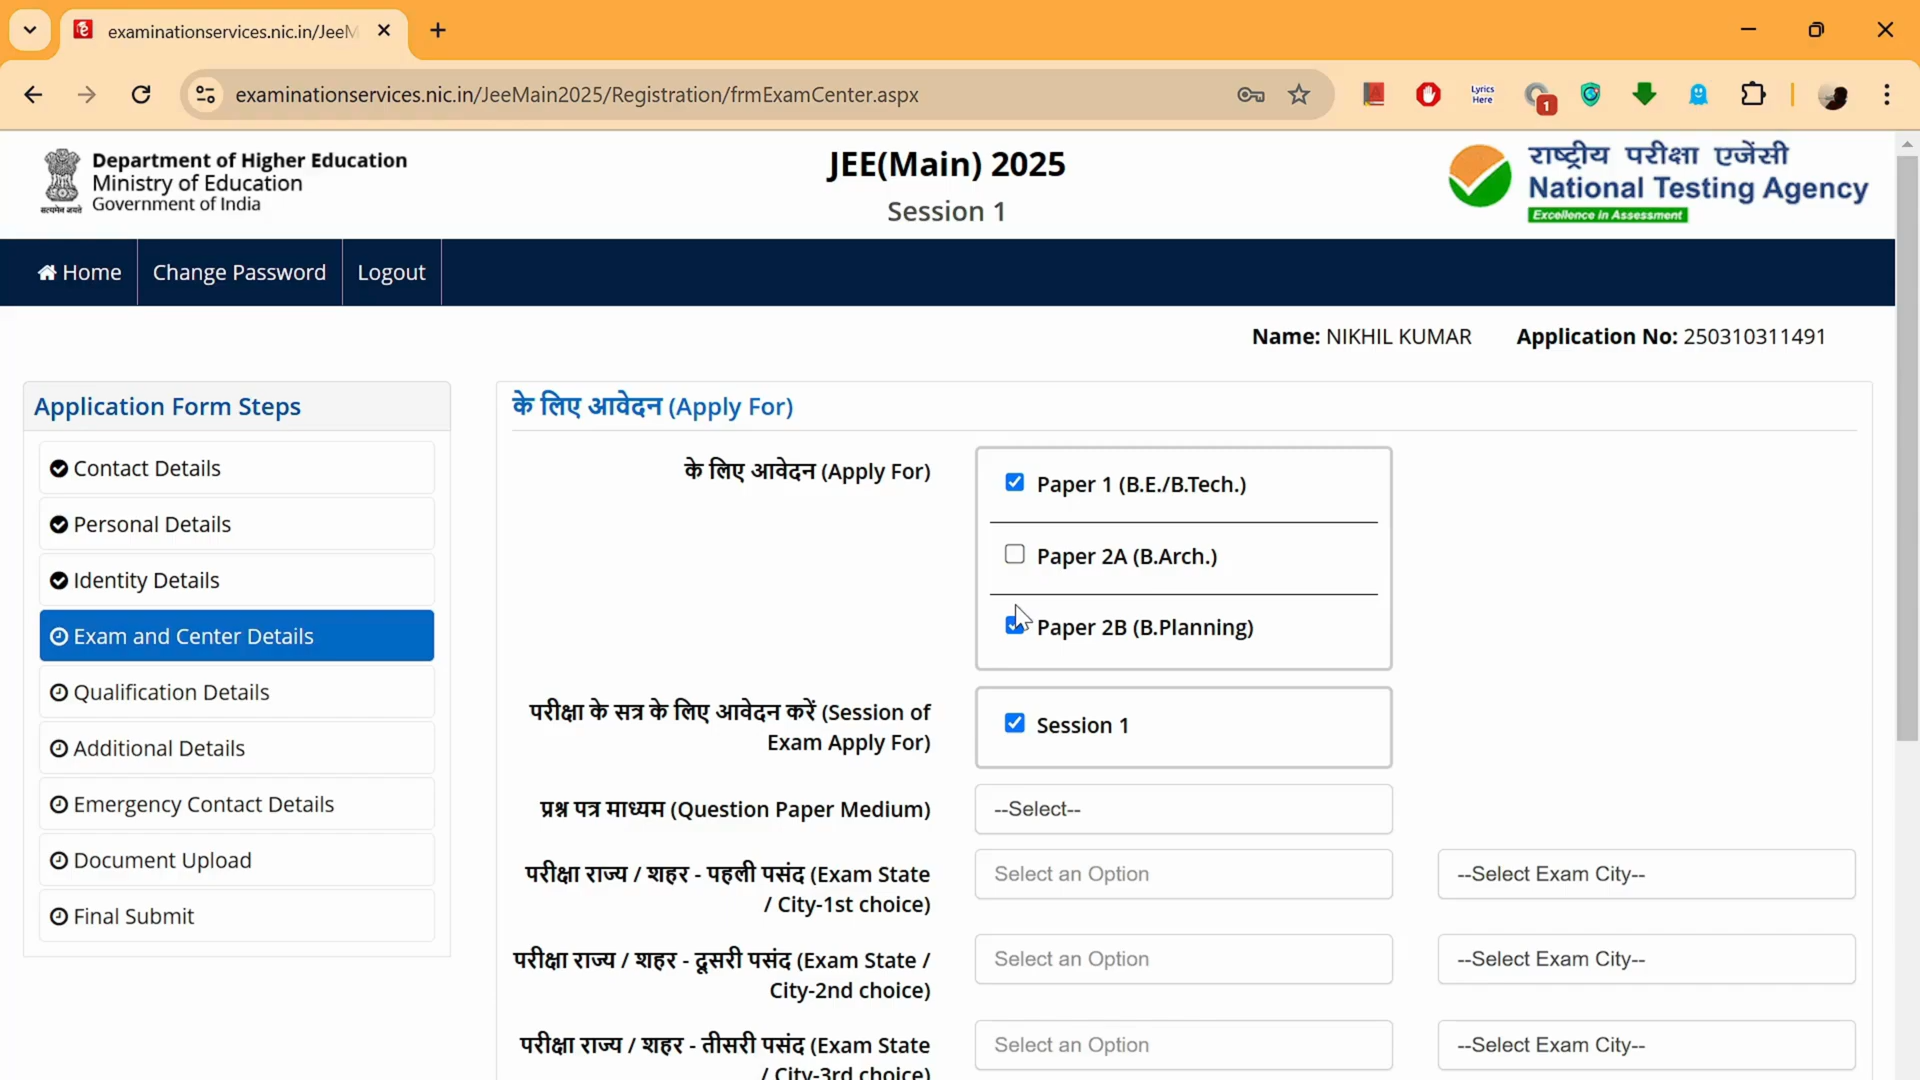 examinationservices.nic.in/JeeM
examinationservices.nic.in/JeeMain2025/Registration/frmExamCenter.aspx
Lyrics
Here
1
सत्यमेव जयते
Department of Higher Education
Ministry of Education
Government of India
JEE(Main) 2025
Session 1
राष्ट्रीय परीक्षा एजेंसी
National Testing Agency
Excellence in Assessment
Home
Change Password
Logout
Name: NIKHIL KUMAR
Application No: 250310311491
Application Form Steps
Contact Details
Personal Details
Identity Details
Exam and Center Details
Qualification Details
Additional Details
Emergency Contact Details
Document Upload
Final Submit
के लिए आवेदन (Apply For)
के लिए आवेदन (Apply For)
Paper 1 (B.E./B.Tech.)
Paper 2A (B.Arch.)
Paper 2B (B.Planning)
परीक्षा के सत्र के लिए आवेदन करें (Session of
Exam Apply For)
Session 1
प्रश्न पत्र माध्यम (Question Paper Medium)
--Select--
परीक्षा राज्य / शहर - पहली पसंद (Exam State
/ City-1st choice)
Select an Option
--Select Exam City--
परीक्षा राज्य / शहर - दूसरी पसंद (Exam State /
City-2nd choice)
Select an Option
--Select Exam City--
परीक्षा राज्य / शहर - तीसरी पसंद (Exam State
/ City-3rd choice)
Select an Option
--Select Exam City--